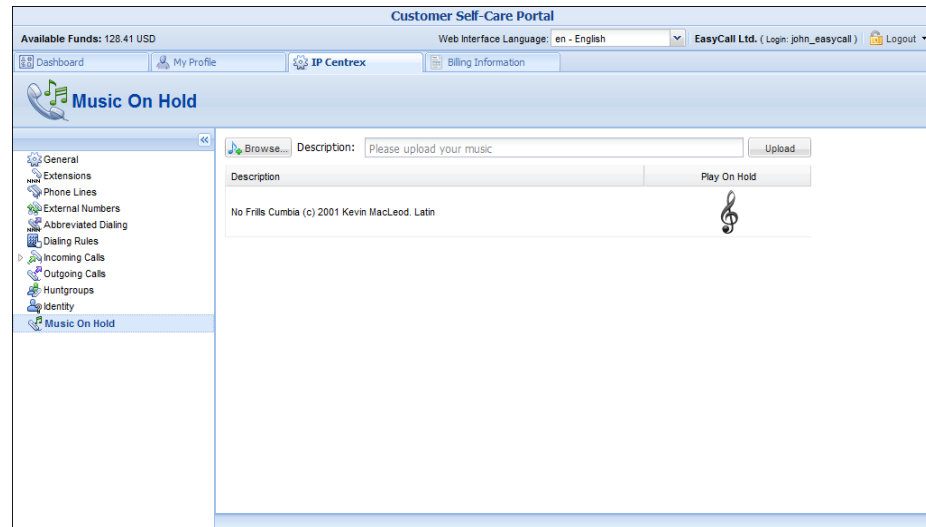 Customer Self-Care Portal
Available Funds: 128.41 USD Web Interface Language: en - English EasyCall Ltd. ( Login: john_easycall ) Logout
Dashboard My Profile IP Centrex Billing Information
Music On Hold
General
Extensions
Phone Lines
External Numbers
Abbreviated Dialing
Dialing Rules
Incoming Calls
Outgoing Calls
Huntgroups
Identity
Music On Hold
Browse... Description: Please upload your music Upload
Description Play On Hold
No Frills Cumbia (c) 2001 Kevin MacLeod. Latin